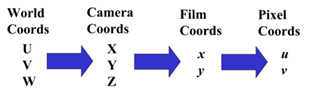 World Coords
U
V
W
Camera Coords
X
Y
Z
Film Coords
x
y
Pixel Coords
u
v